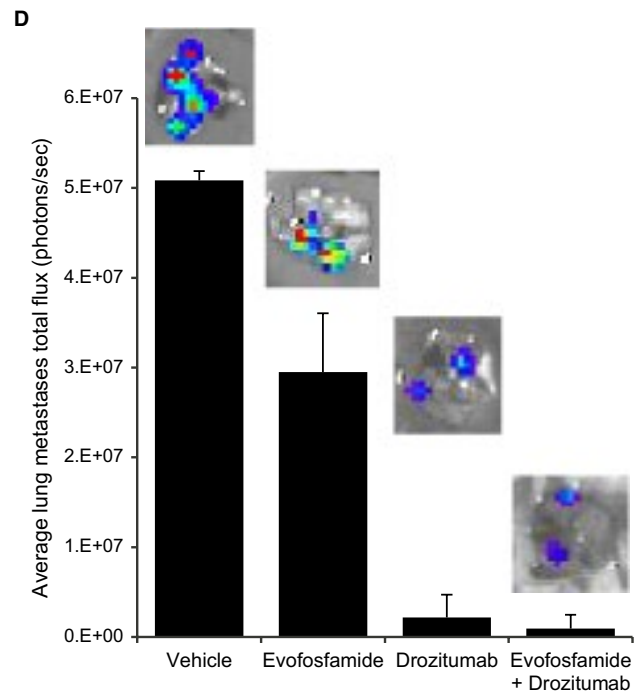 D
Average lung metastases total flux (photons/sec)
6.E+07
5.E+07
4.E+07
3.E+07
2.E+07
1.E+07
0.E+00
Vehicle
Evofosfamide
Drozitumab
Evofosfamide
+ Drozitumab